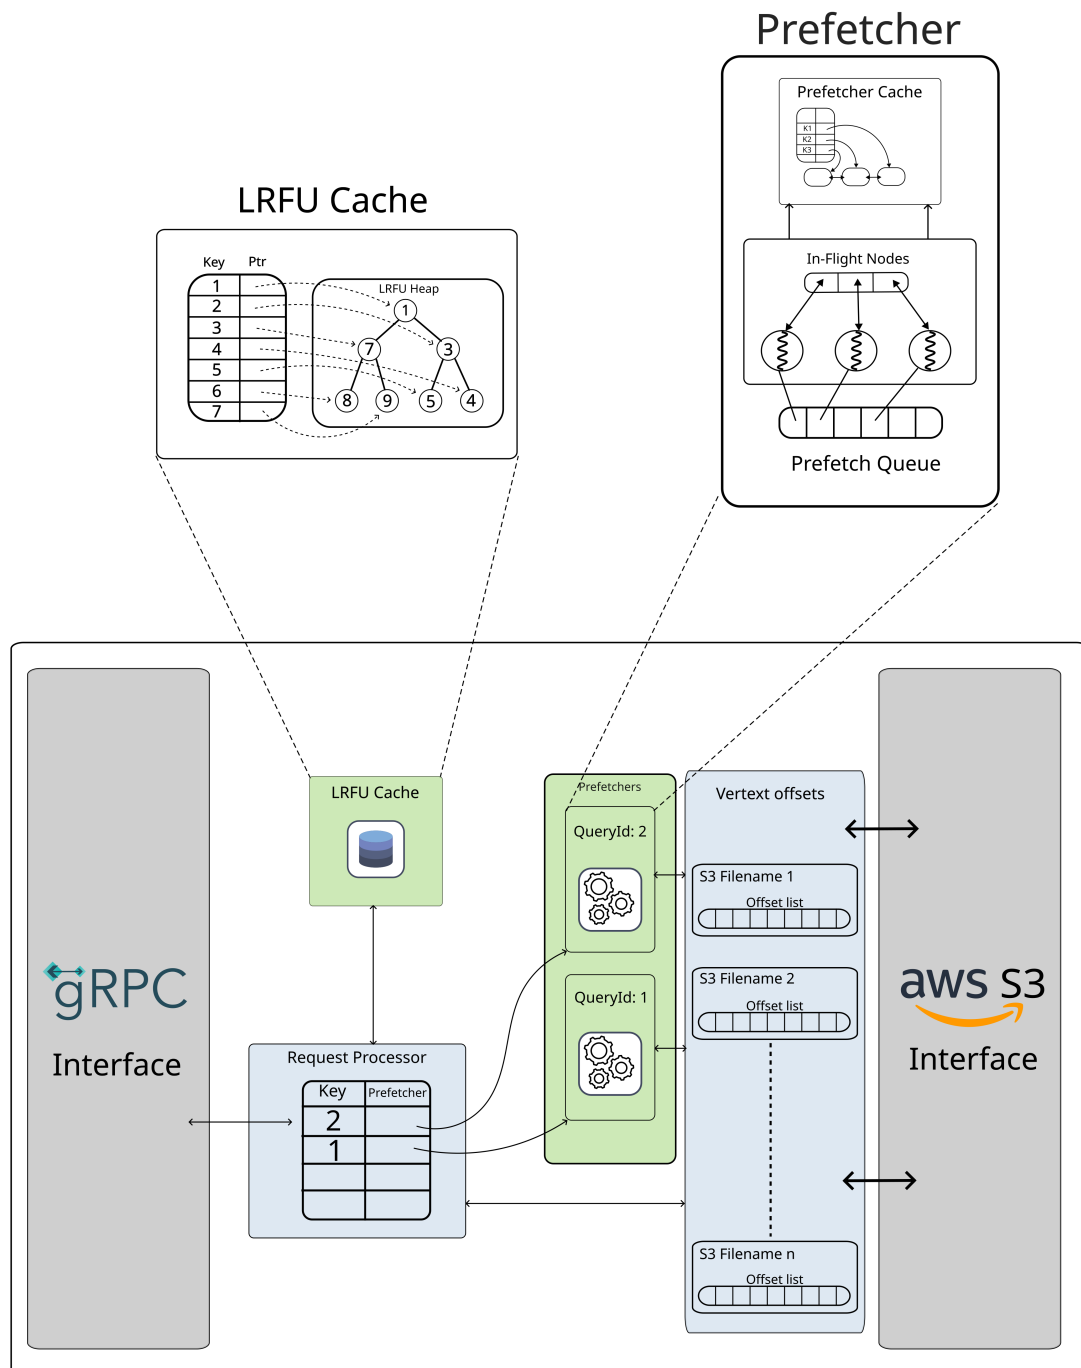 Prefetcher
Prefetcher Cache
K1
K2
K3
In-Flight Nodes
Prefetch Queue
LRFU Cache
Key Ptr
1
2
3
4
5
6
7
LRFU Heap
1
7 3
8 9 5 4
gRPC
Interface
LRFU Cache
Request Processor
Key Prefetcher
2
1
Prefetchers
QueryId: 2
QueryId: 1
Vertext offsets
S3 Filename 1
Offset list
S3 Filename 2
Offset list
S3 Filename n
Offset list
aws S3
Interface